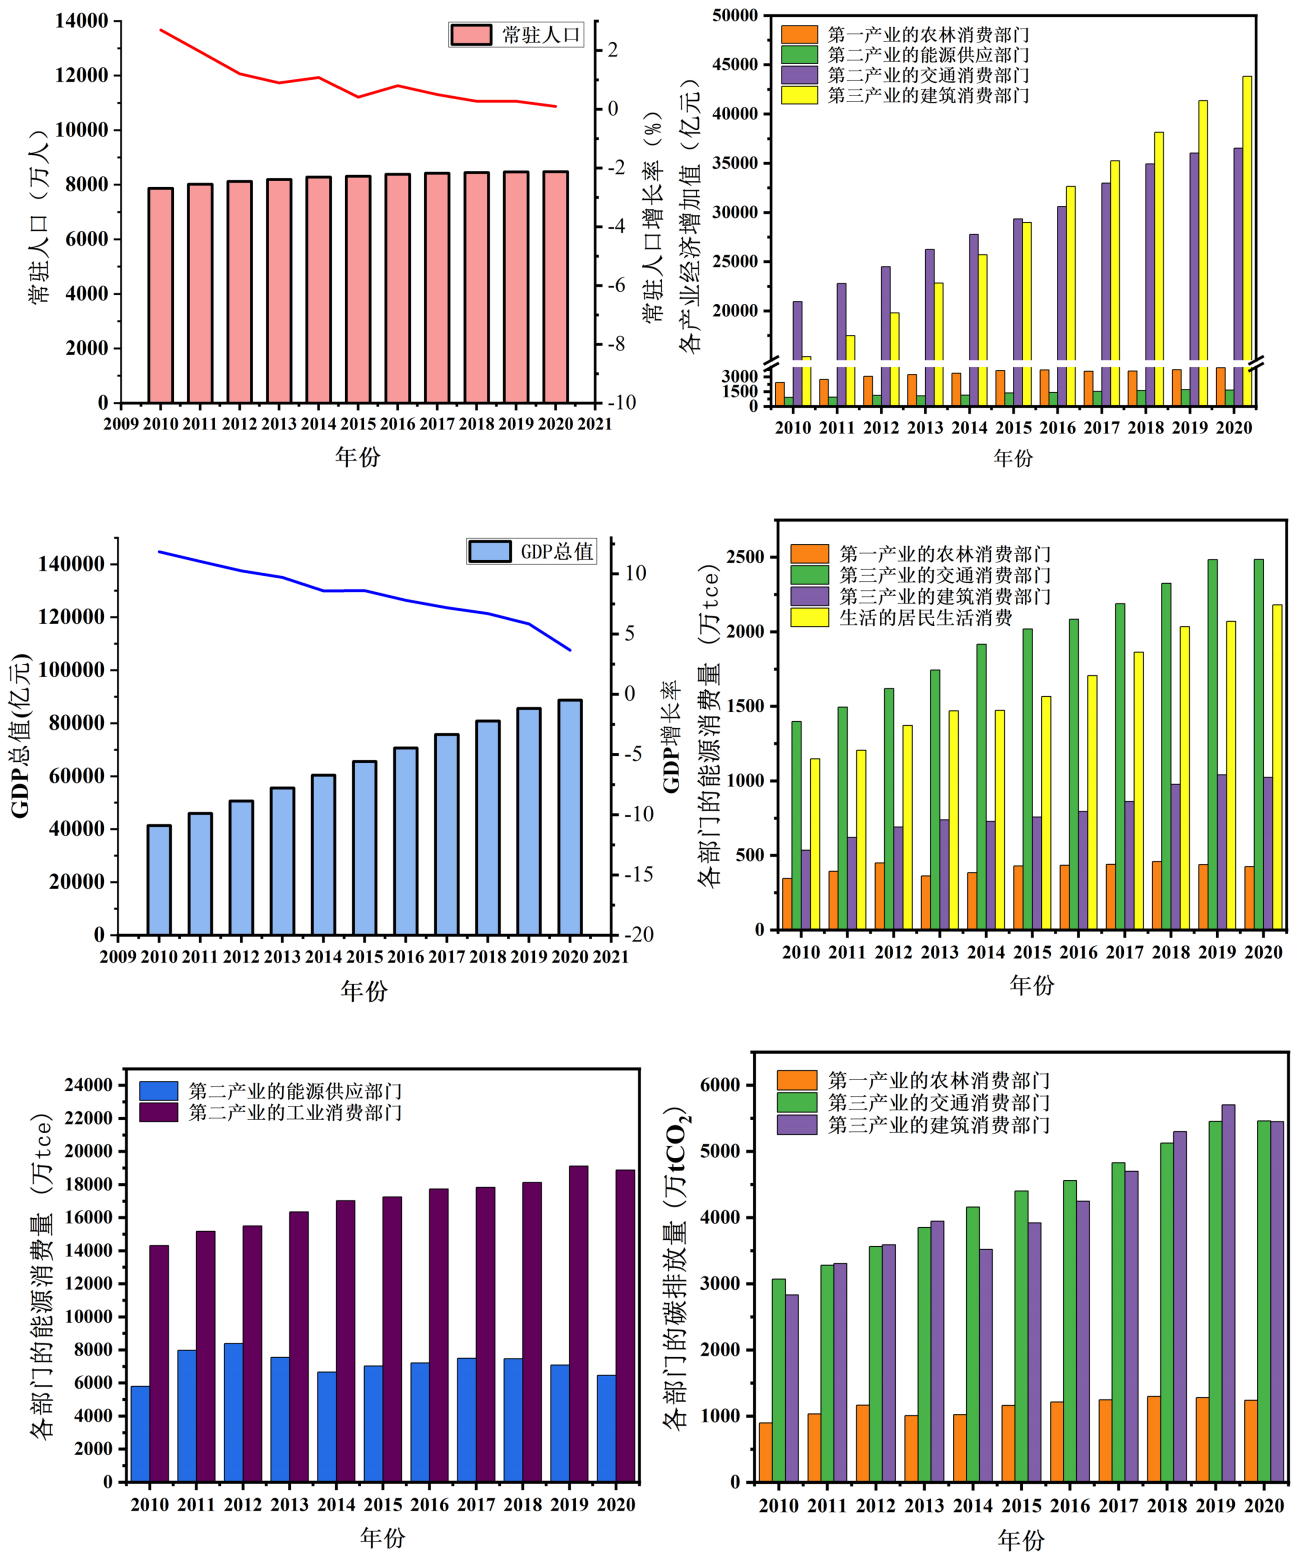 14000
12000
10000
8000
6000
4000
2000
0
常驻人口（万人）
常驻人口
2
0
-2
-4
-6
-8
-10
常驻人口增长率（%）
2009 2010 2011 2012 2013 2014 2015 2016 2017 2018 2019 2020 2021
年份
50000
45000
40000
35000
30000
25000
20000
3000
1500
0
各产业经济增加值（亿元）
第一产业的农林消费部门
第二产业的能源供应部门
第二产业的交通消费部门
第三产业的建筑消费部门
2010 2011 2012 2013 2014 2015 2016 2017 2018 2019 2020
年份
140000
120000
100000
80000
60000
40000
20000
0
GDP总值(亿元)
GDP总值
10
5
0
-5
-10
-15
-20
GDP增长率
2009 2010 2011 2012 2013 2014 2015 2016 2017 2018 2019 2020 2021
年份
2500
2000
1500
1000
500
0
各部门的能源消费量（万tce）
第一产业的农林消费部门
第三产业的交通消费部门
第三产业的建筑消费部门
生活的居民生活消费
2010 2011 2012 2013 2014 2015 2016 2017 2018 2019 2020
年份
24000
22000
20000
18000
16000
14000
12000
10000
8000
6000
4000
2000
0
各部门的能源消费量（万tce）
第二产业的能源供应部门
第二产业的工业消费部门
2010 2011 2012 2013 2014 2015 2016 2017 2018 2019 2020
年份
6000
5000
4000
3000
2000
1000
0
各部门的碳排放量（万tCO2）
第一产业的农林消费部门
第三产业的交通消费部门
第三产业的建筑消费部门
2010 2011 2012 2013 2014 2015 2016 2017 2018 2019 2020
年份